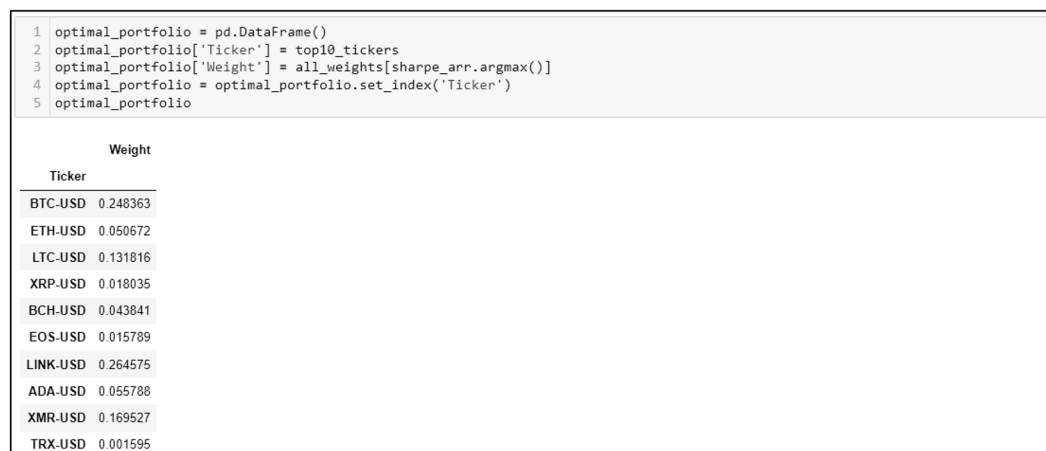 1 optimal_portfolio = pd.DataFrame()
2 optimal_portfolio['Ticker'] = top10_tickers
3 optimal_portfolio['Weight'] = all_weights[sharpe_arr.argmax()]
4 optimal_portfolio = optimal_portfolio.set_index('Ticker')
5 optimal_portfolio
Weight
Ticker
BTC-USD 0.248363
ETH-USD 0.050672
LTC-USD 0.131816
XRP-USD 0.018035
BCH-USD 0.043841
EOS-USD 0.015789
LINK-USD 0.264575
ADA-USD 0.055788
XMR-USD 0.169527
TRX-USD 0.001595